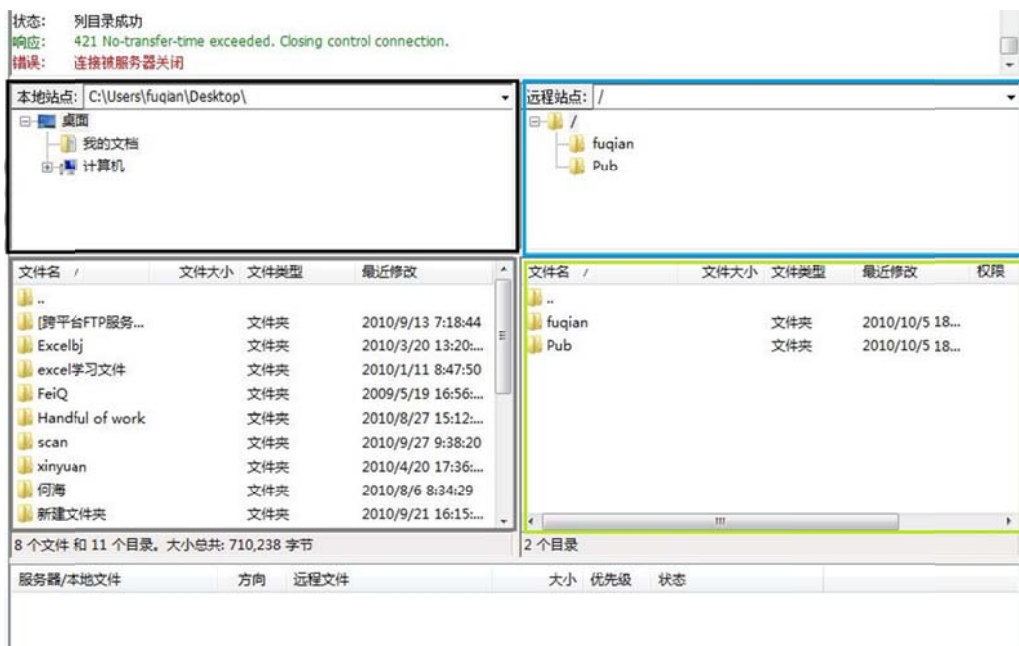 状态: 列目录成功
响应: 421 No-transfer-time exceeded. Closing control connection.
错误: 连接被服务器关闭
本地站点: C:\Users\fuqian\Desktop\
桌面
我的文档
计算机
远程站点: /
/
fuqian
Pub
文件名 / 文件大小 文件类型 最近修改
..
[跨平台FTP服务... 文件夹 2010/9/13 7:18:44
Excelbj 文件夹 2010/3/20 13:20:...
excel学习文件 文件夹 2010/1/11 8:47:50
FeiQ 文件夹 2009/5/19 16:56:...
Handful of work 文件夹 2010/8/27 15:12:...
scan 文件夹 2010/9/27 9:38:20
xinyuan 文件夹 2010/4/20 17:36:...
何海 文件夹 2010/8/6 8:34:29
新建文件夹 文件夹 2010/9/21 16:15:...
8 个文件 和 11 个目录。大小总共: 710,238 字节
文件名 / 文件大小 文件类型 最近修改 权限
..
fuqian 文件夹 2010/10/5 18...
Pub 文件夹 2010/10/5 18...
2 个目录
服务器/本地文件 方向 远程文件 大小 优先级 状态